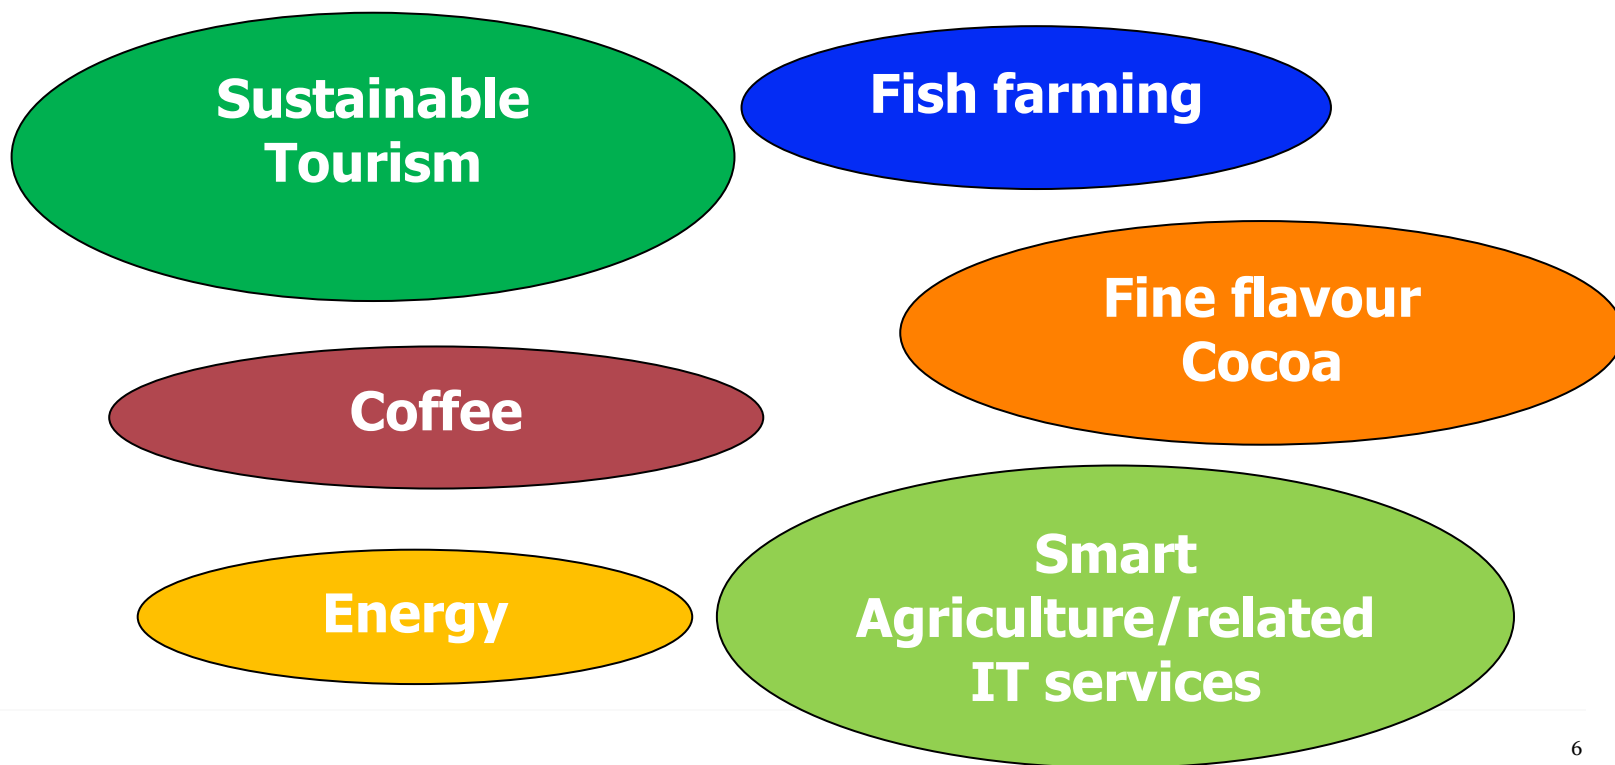 Sustainable
Tourism
Fish farming
Fine flavour
Cocoa
Coffee
Energy
Smart
Agriculture/related
IT services
6